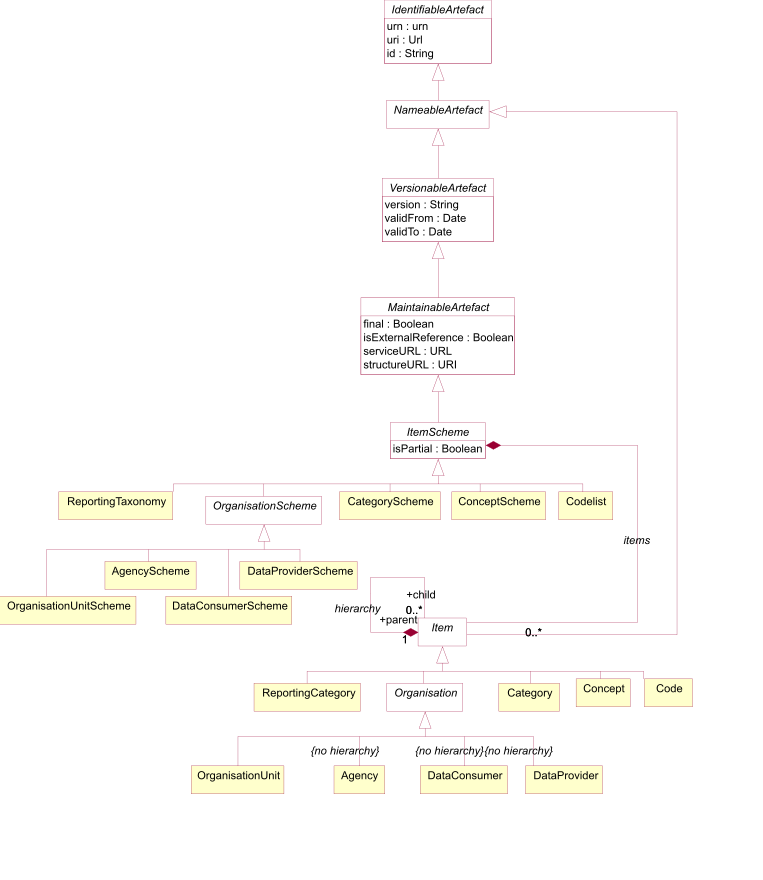 IdentifiableArtefact
urn : urn
uri : Url
id : String
NameableArtefact
VersionableArtefact
version : String
validFrom : Date
validTo : Date
MaintainableArtefact
final : Boolean
isExternalReference : Boolean
serviceURL : URL
structureURL : URI
ItemScheme
isPartial : Boolean
ReportingTaxonomy
OrganisationScheme
CategoryScheme
ConceptScheme
Codelist
items
AgencyScheme
DataProviderScheme
OrganisationUnitScheme
DataConsumerScheme
+child
hierarchy
0..*
+parent
1
Item
0..*
ReportingCategory
Organisation
Category
Concept
Code
{no hierarchy}
{no hierarchy}
{no hierarchy}
OrganisationUnit
Agency
DataConsumer
DataProvider